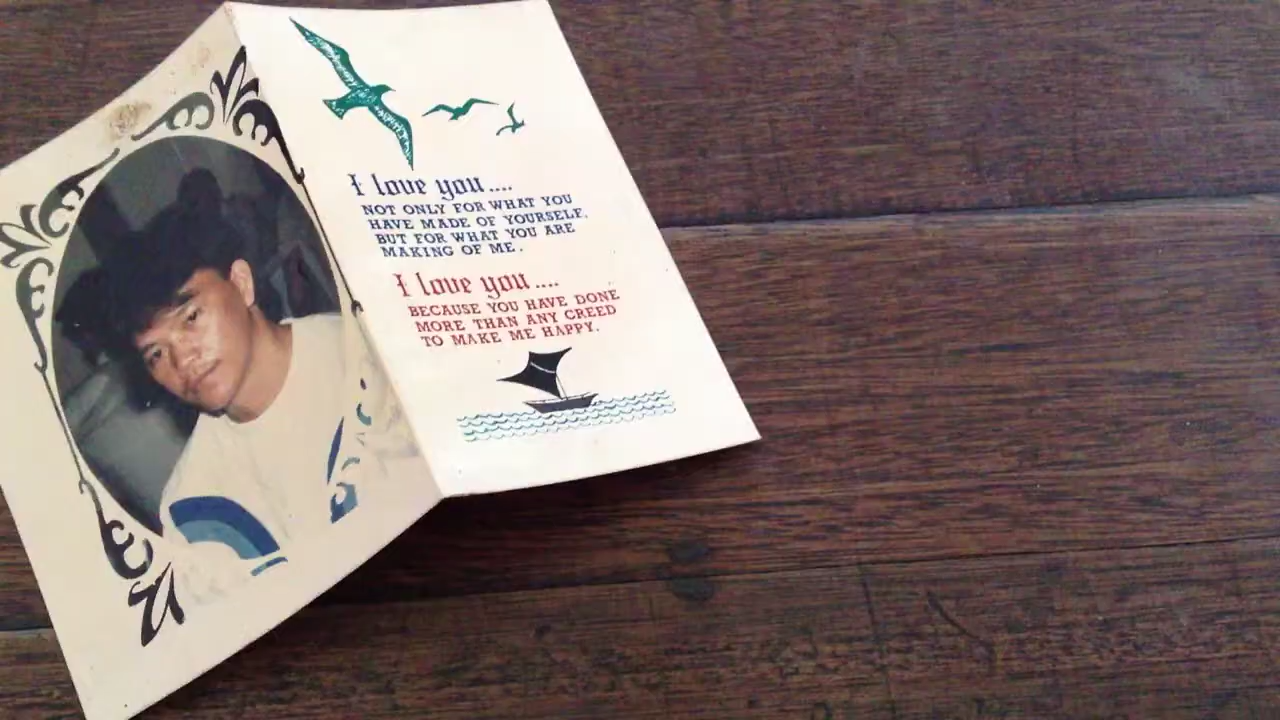 I love you....
NOT ONLY FOR WHAT YOU
HAVE MADE OF YOURSELF.
BUT FOR WHAT YOU ARE
MAKING OF ME.
I love you....
BECAUSE YOU HAVE DONE
MORE THAN ANY CREED
TO MAKE ME HAPPY.